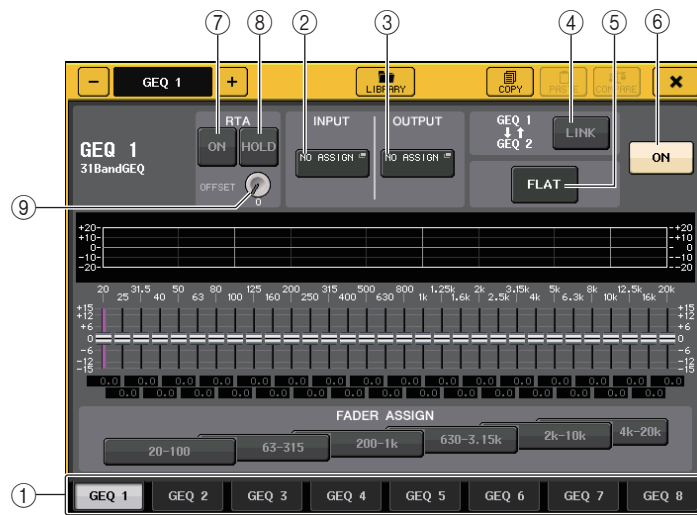 ⑦ ⑧ ② ③ ④ ⑤ ⑥
− GEQ 1 + LIBRARY COPY PASTE COMPARE ×
GEQ 1
31BandGEQ
RTA
ON HOLD
OFFSET
0
INPUT
NO ASSIGN
OUTPUT
NO ASSIGN
GEQ 1
↓↑
GEQ 2
LINK
FLAT
ON
⑨
+20 +20
+10 +10
0 0
-10 -10
-20 -20
20 31.5 50 80 125 200 315 500 800 1.25k 2k 3.15k 5k 8k 12.5k 20k
25 40 63 100 160 250 400 630 1k 1.6k 2.5k 4k 6.3k 10k 16k
+15 +15
+12 +12
+6 +6
0 0
-6 -6
-12 -12
-15 -15
0.0 0.0 0.0 0.0 0.0 0.0 0.0 0.0 0.0 0.0 0.0 0.0 0.0 0.0 0.0 0.0
0.0 0.0 0.0 0.0 0.0 0.0 0.0 0.0 0.0 0.0 0.0 0.0 0.0 0.0 0.0
FADER ASSIGN
20-100 63-315 200-1k 630-3.15k 2k-10k 4k-20k
①
GEQ 1 GEQ 2 GEQ 3 GEQ 4 GEQ 5 GEQ 6 GEQ 7 GEQ 8